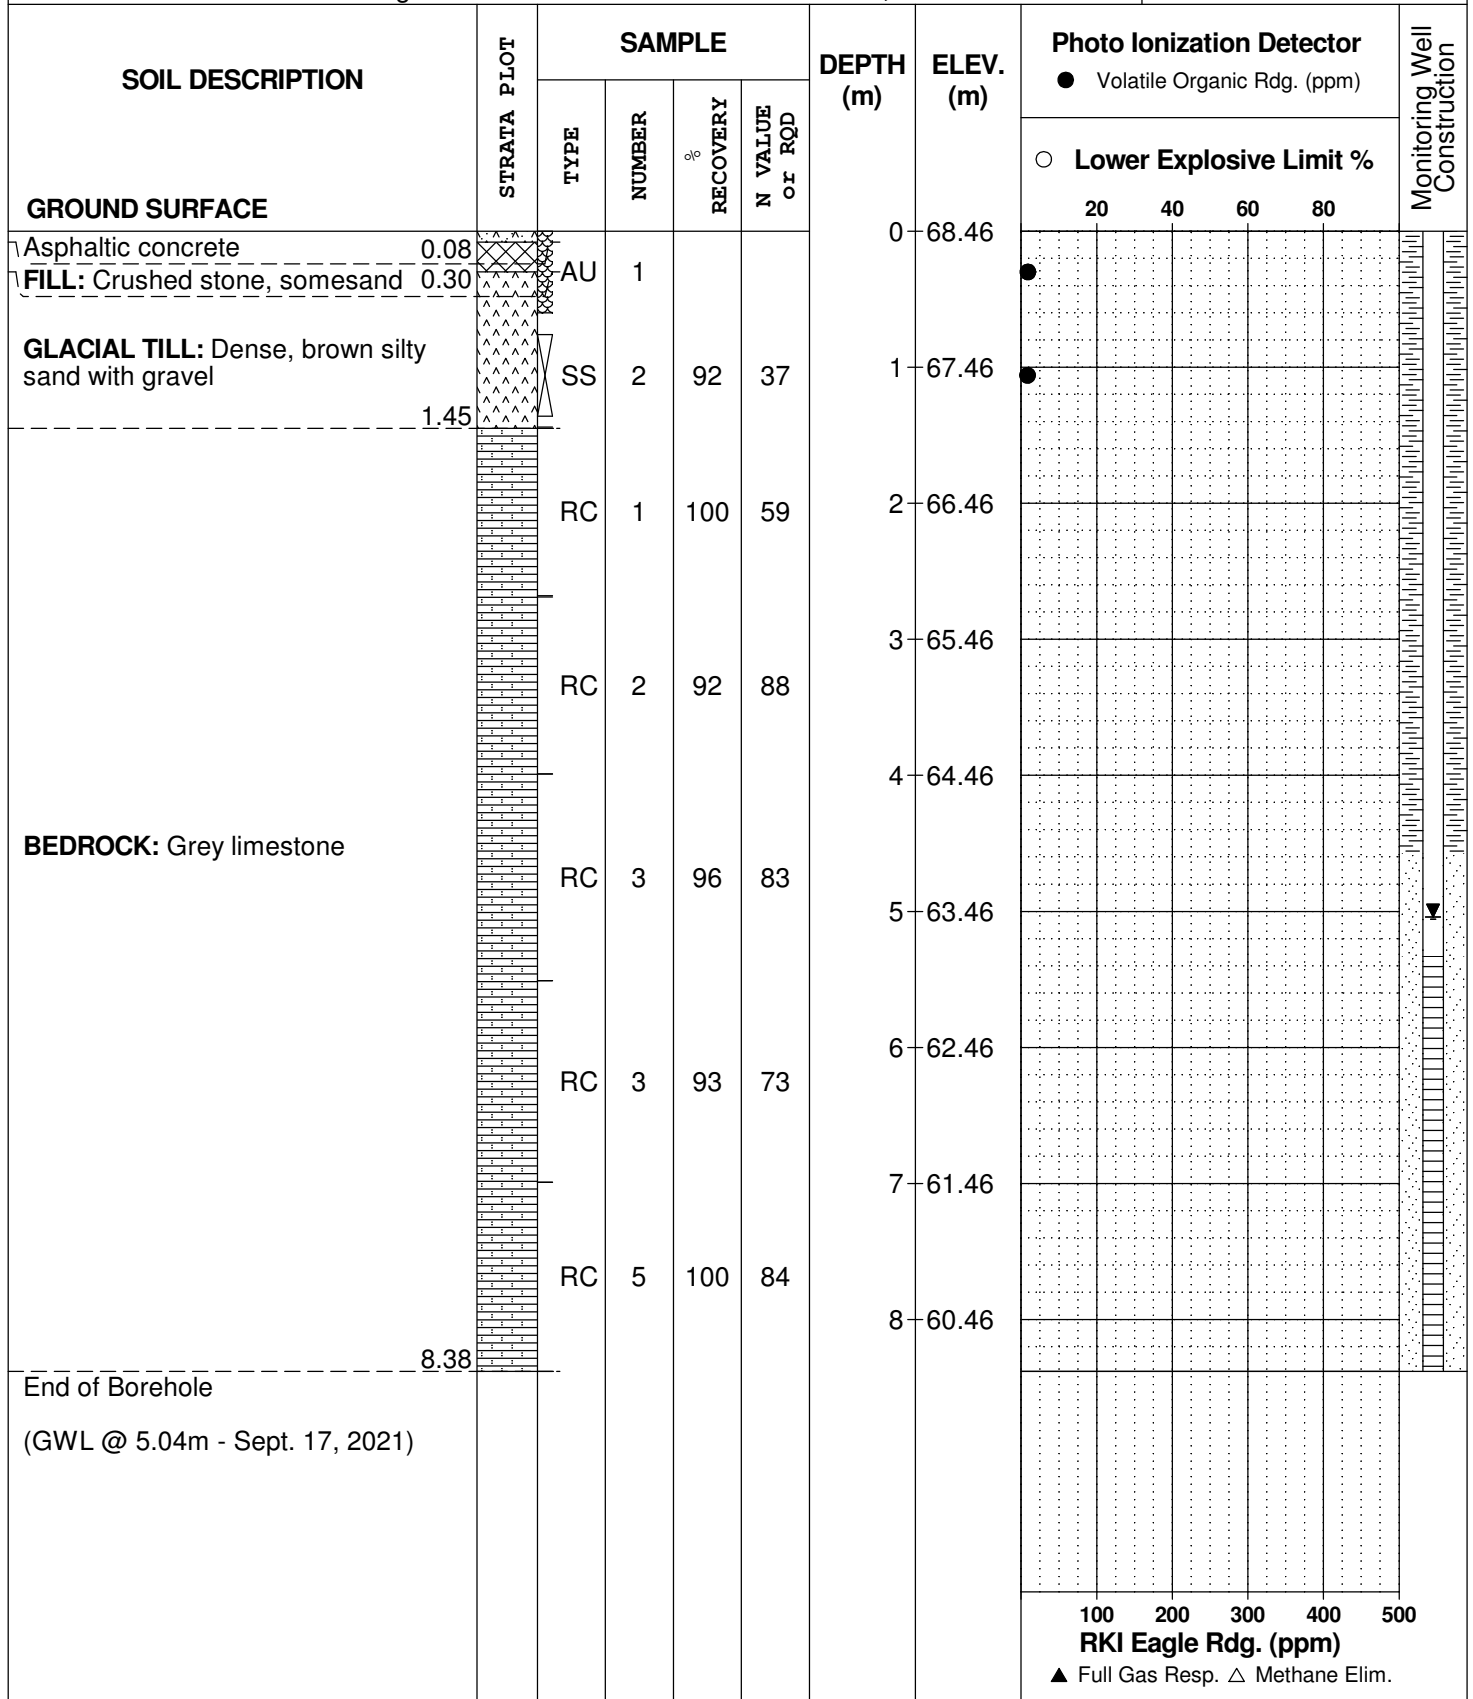 SOIL DESCRIPTION
GROUND SURFACE
STRATA PLOT
SAMPLE
TYPE
NUMBER
% RECOVERY
N VALUE or RQD
DEPTH (m)
ELEV. (m)
Photo Ionization Detector
● Volatile Organic Rdg. (ppm)
○ Lower Explosive Limit %
20 40 60 80
Monitoring Well Construction
0 68.46
Asphaltic concrete 0.08
FILL: Crushed stone, somesand 0.30
AU 1
GLACIAL TILL: Dense, brown silty
sand with gravel
1.45
SS 2 92 37
1 67.46
RC 1 100 59
2 66.46
3 65.46
RC 2 92 88
4 64.46
BEDROCK: Grey limestone
RC 3 96 83
5 63.46
6 62.46
RC 3 93 73
7 61.46
RC 5 100 84
8 60.46
8.38
End of Borehole
(GWL @ 5.04m - Sept. 17, 2021)
100 200 300 400 500
RKI Eagle Rdg. (ppm)
▲ Full Gas Resp. △ Methane Elim.